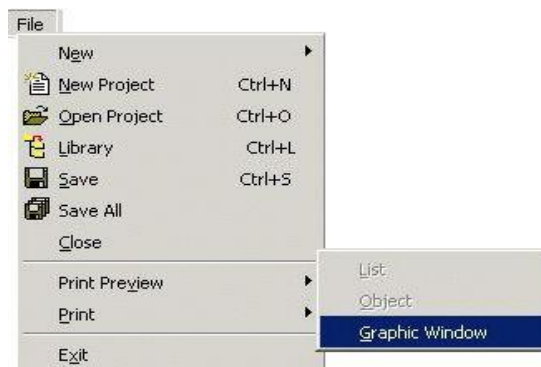 File
New
New Project Ctrl+N
Open Project Ctrl+O
Library Ctrl+L
Save Ctrl+S
Save All
Close
Print Preview
Print
Exit
List
Object
Graphic Window